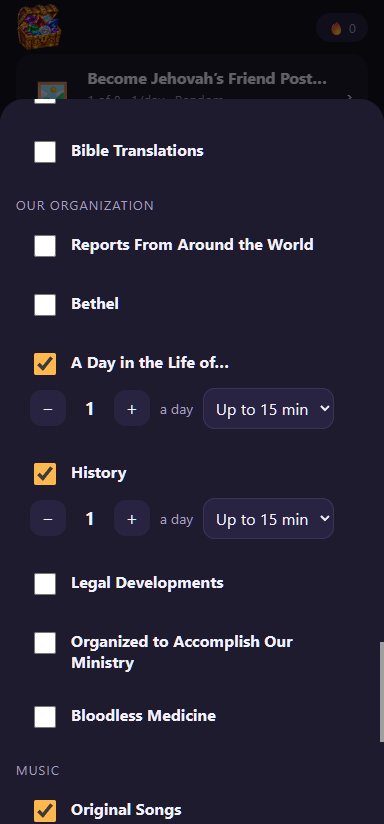 0
Become Jehovah's Friend Post...
Bible Translations
OUR ORGANIZATION
Reports From Around the World
Bethel
A Day in the Life of...
− 1 + a day Up to 15 min
History
− 1 + a day Up to 15 min
Legal Developments
Organized to Accomplish Our
Ministry
Bloodless Medicine
MUSIC
Original Songs